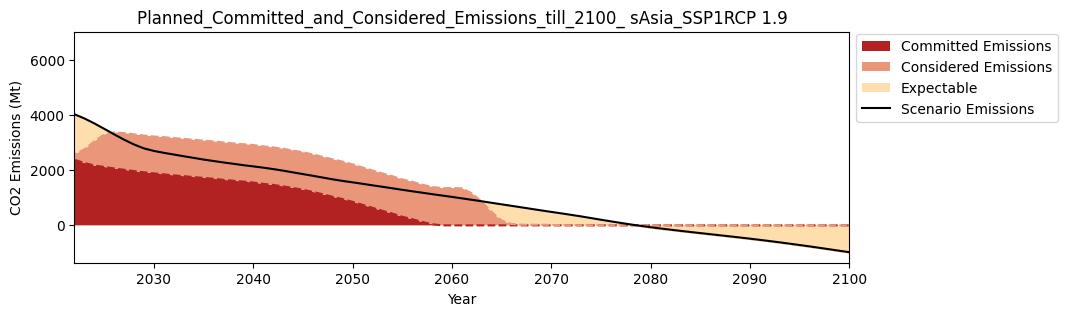 Planned_Committed_and_Considered_Emissions_till_2100_ sAsia_SSP1RCP 1.9
Committed Emissions
Considered Emissions
Expectable
Scenario Emissions
CO2 Emissions (Mt)
6000
4000
2000
0
2030 2040 2050 2060 2070 2080 2090 2100
Year